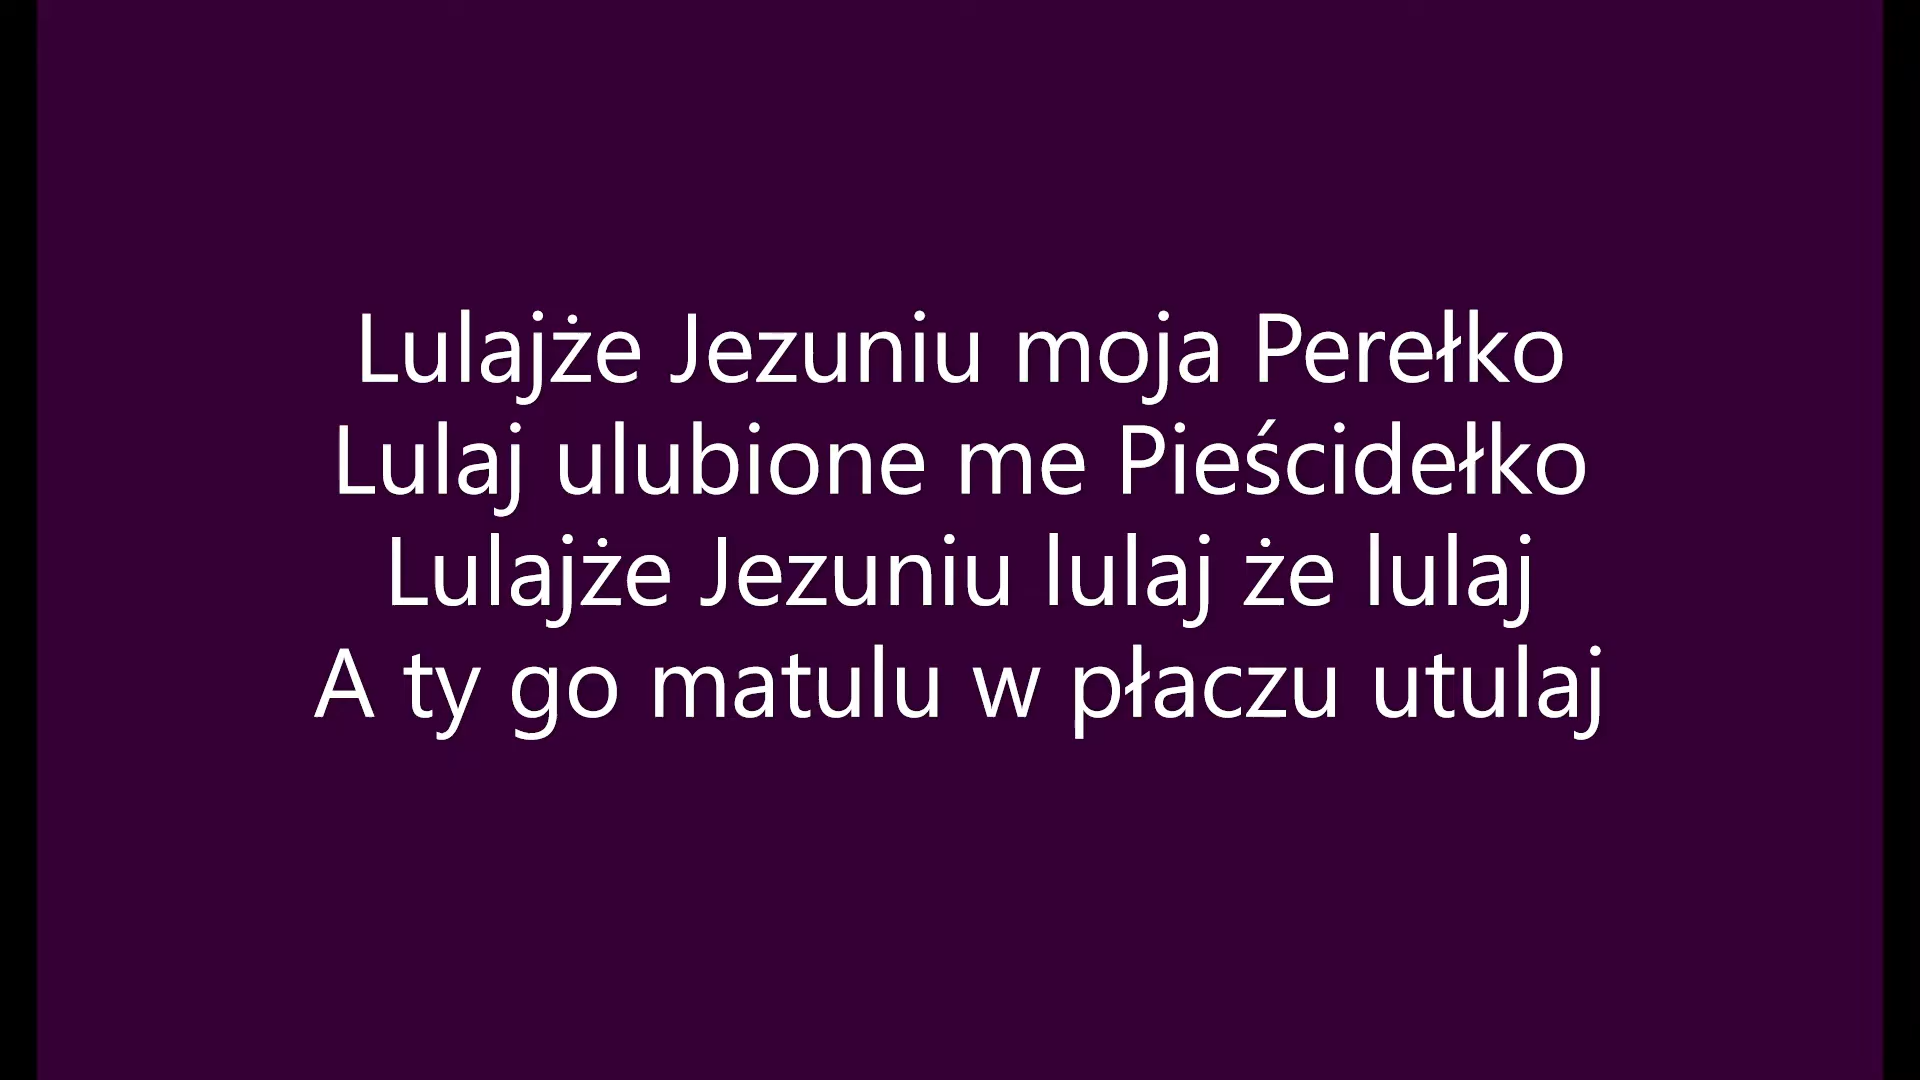 Lulajże Jezuniu moja Perełko
Lulaj ulubione me Pieścidełko
Lulajże Jezuniu lulaj że lulaj
A ty go matulu w płaczu utulaj